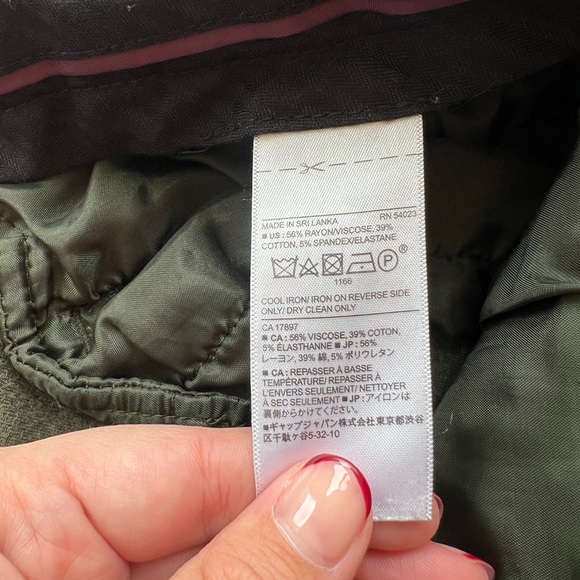 MADE IN SRI LANKA RN 54023
■ US : 56% RAYON/VISCOSE, 39%
COTTON, 5% SPANDEX/ELASTANE
P ®
1166
COOL IRON/ IRON ON REVERSE SIDE
ONLY/ DRY CLEAN ONLY
CA 17897
■ CA : 56% VISCOSE, 39% COTON,
5% ÉLASTHANNE ■ JP : 56%
レーヨン, 39% 綿, 5% ポリウレタン
■ CA : REPASSER À BASSE
TEMPÉRATURE/ REPASSER À
L'ENVERS SEULEMENT/ NETTOYER
À SEC SEULEMENT ■ JP : アイロンは
裏側からかけてください
■ギャップジャパン株式会社東京都渋谷
区千駄ヶ谷5-32-10